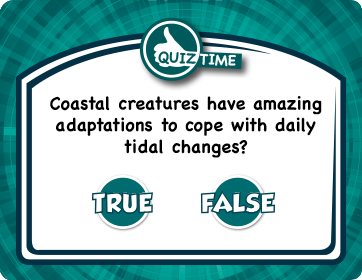 QUIZ TIME
Coastal creatures have amazing
adaptations to cope with daily
tidal changes?
TRUE FALSE